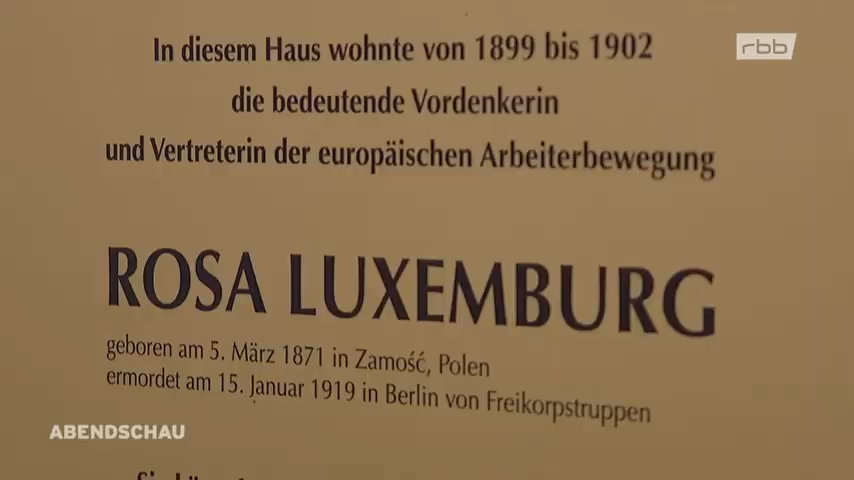 rbb
In diesem Haus wohnte von 1899 bis 1902
die bedeutende Vordenkerin
und Vertreterin der europäischen Arbeiterbewegung
ROSA LUXEMBURG
geboren am 5. März 1871 in Zamość, Polen
ermordet am 15. Januar 1919 in Berlin von Freikorpstruppen
ABENDSCHAU